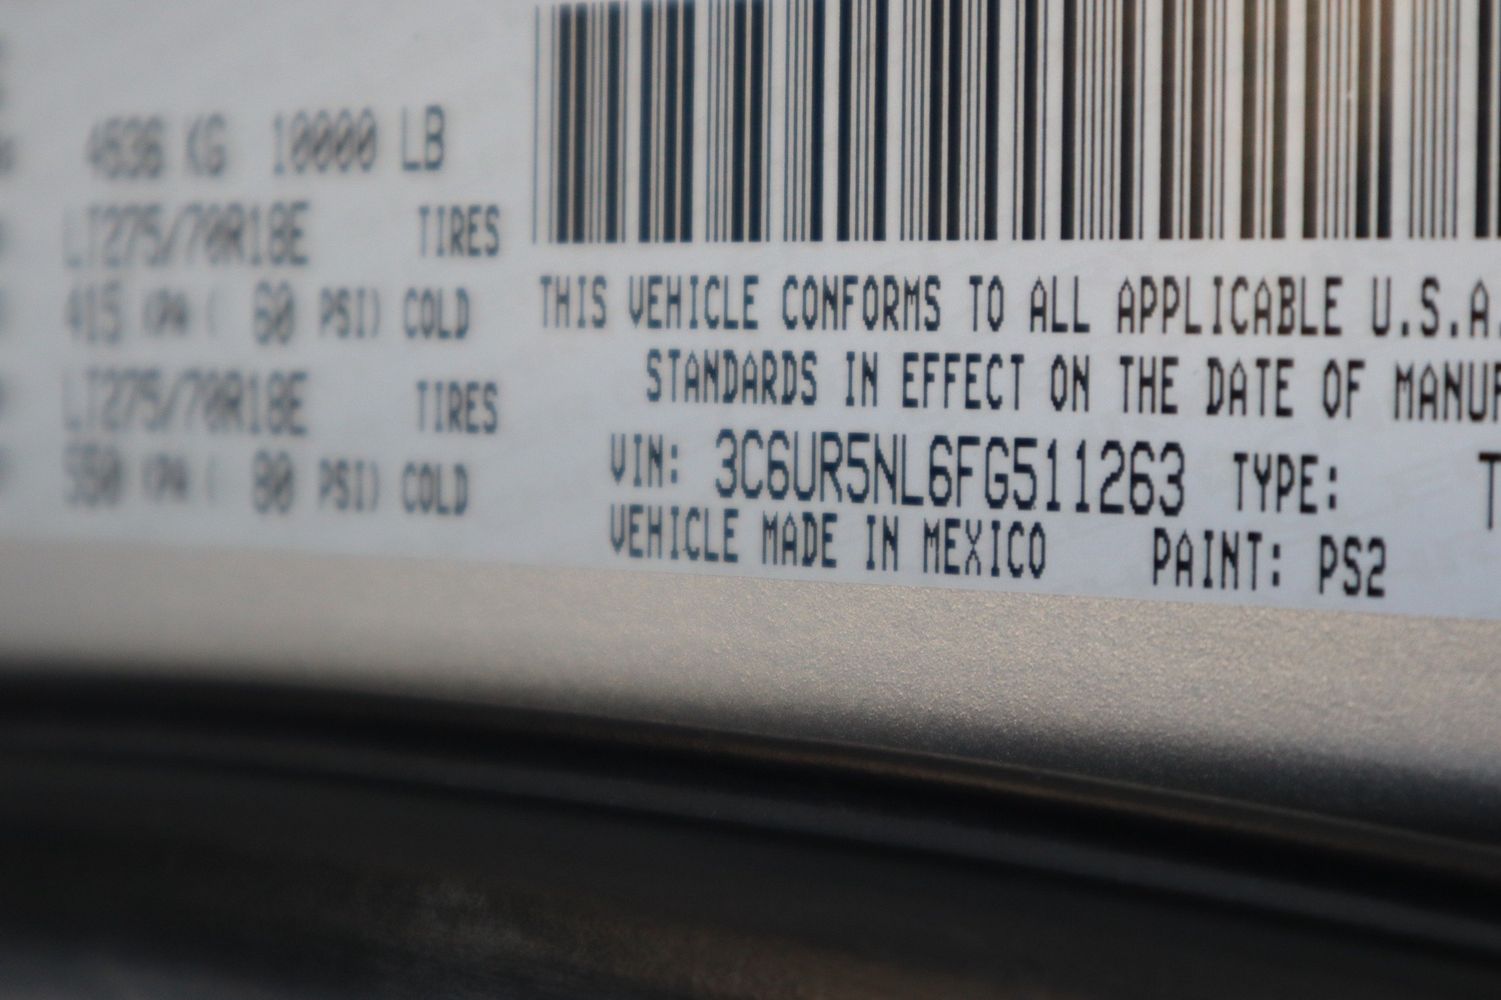 4536 KG 10000 LB
LT275/70R18E TIRES
415 KPA ( 60 PSI) COLD
LT275/70R18E TIRES
550 KPA ( 80 PSI) COLD
THIS VEHICLE CONFORMS TO ALL APPLICABLE U.S.A.
STANDARDS IN EFFECT ON THE DATE OF MANUF
VIN: 3C6UR5NL6FG511263 TYPE: T
VEHICLE MADE IN MEXICO PAINT: PS2